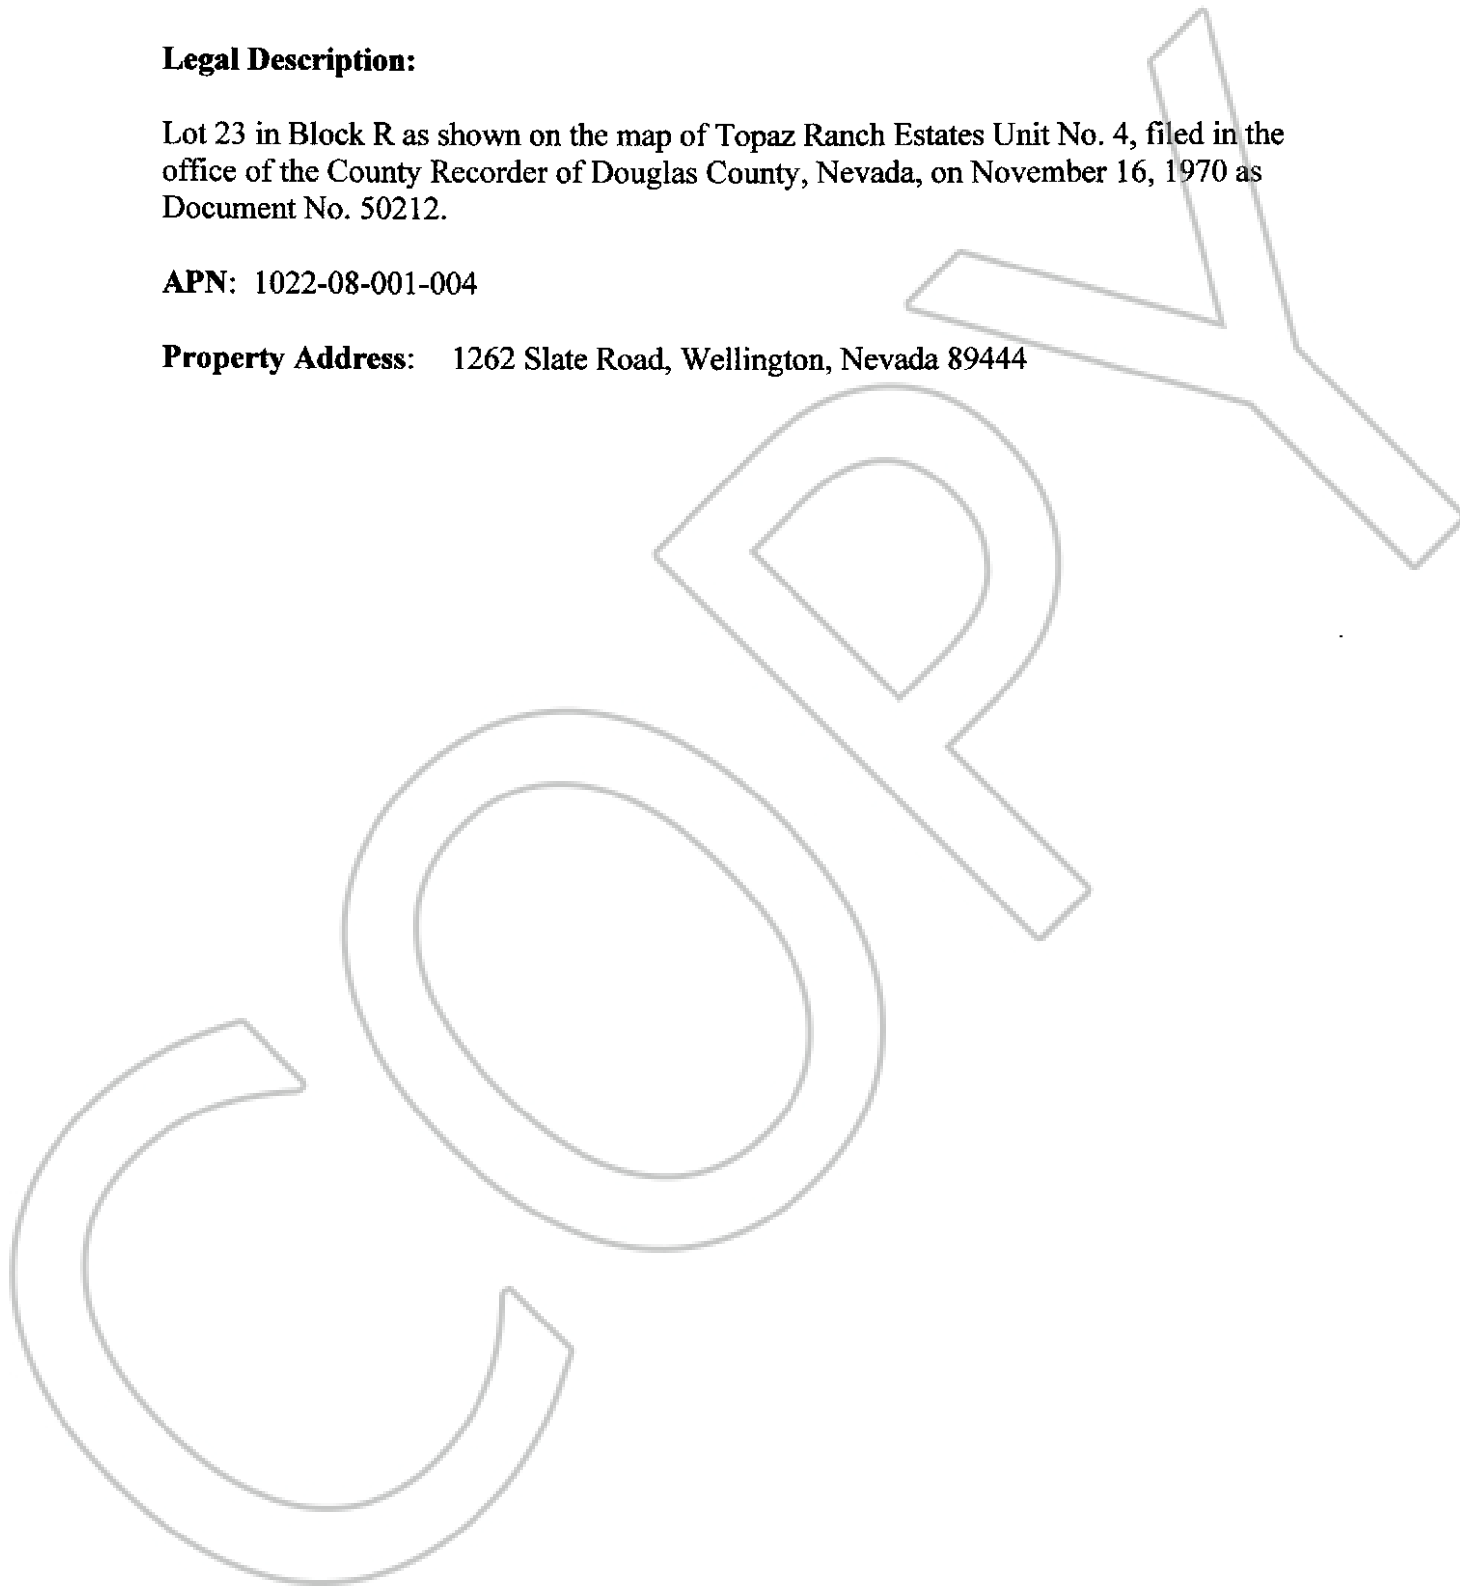 Legal Description:
Lot 23 in Block R as shown on the map of Topaz Ranch Estates Unit No. 4, filed in the
office of the County Recorder of Douglas County, Nevada, on November 16, 1970 as
Document No. 50212.
APN: 1022-08-001-004
Property Address: 1262 Slate Road, Wellington, Nevada 89444
COPY